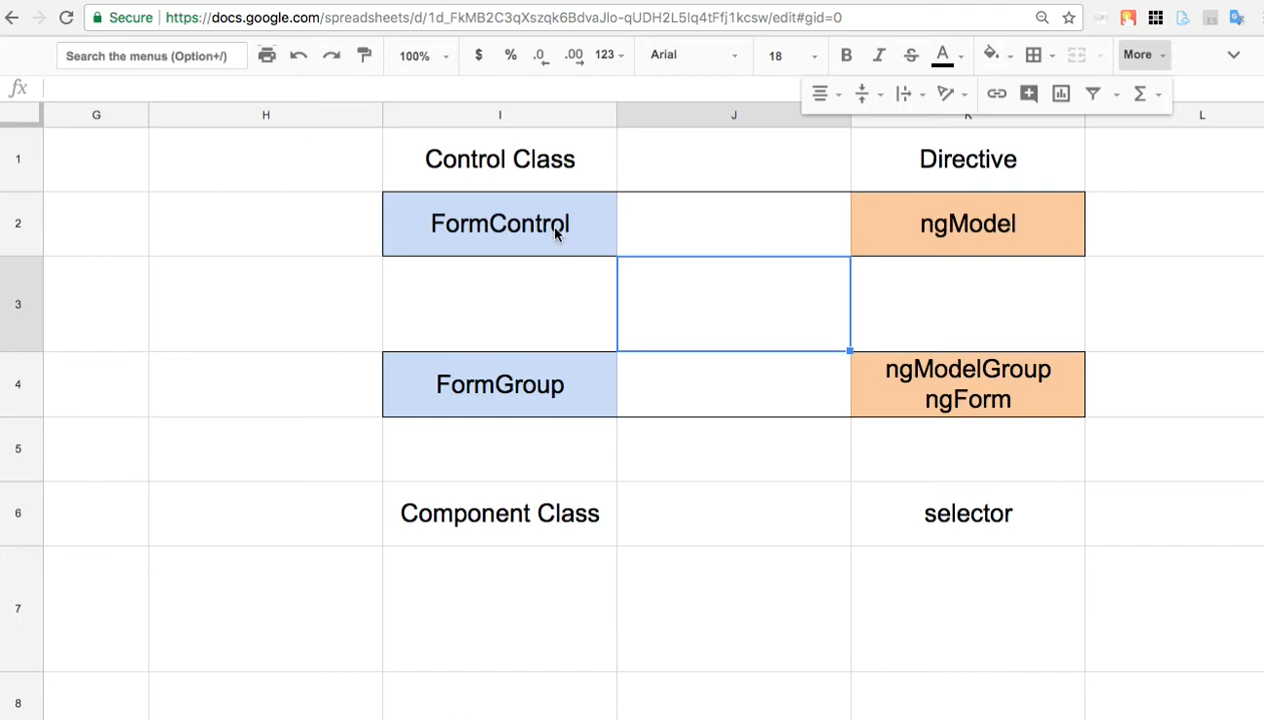 Secure https://docs.google.com/spreadsheets/d/1d_FkMB2C3qXszqk6BdvaJlo-qUDH2L5Iq4tFfj1kcsw/edit#gid=0
Search the menus (Option+/) 100% $ % .0 .00 123 Arial 18 B I S A More
fx
G H I J K L
1 Control Class Directive
2 FormControl ngModel
3
4 FormGroup ngModelGroup
ngForm
5
6 Component Class selector
7
8